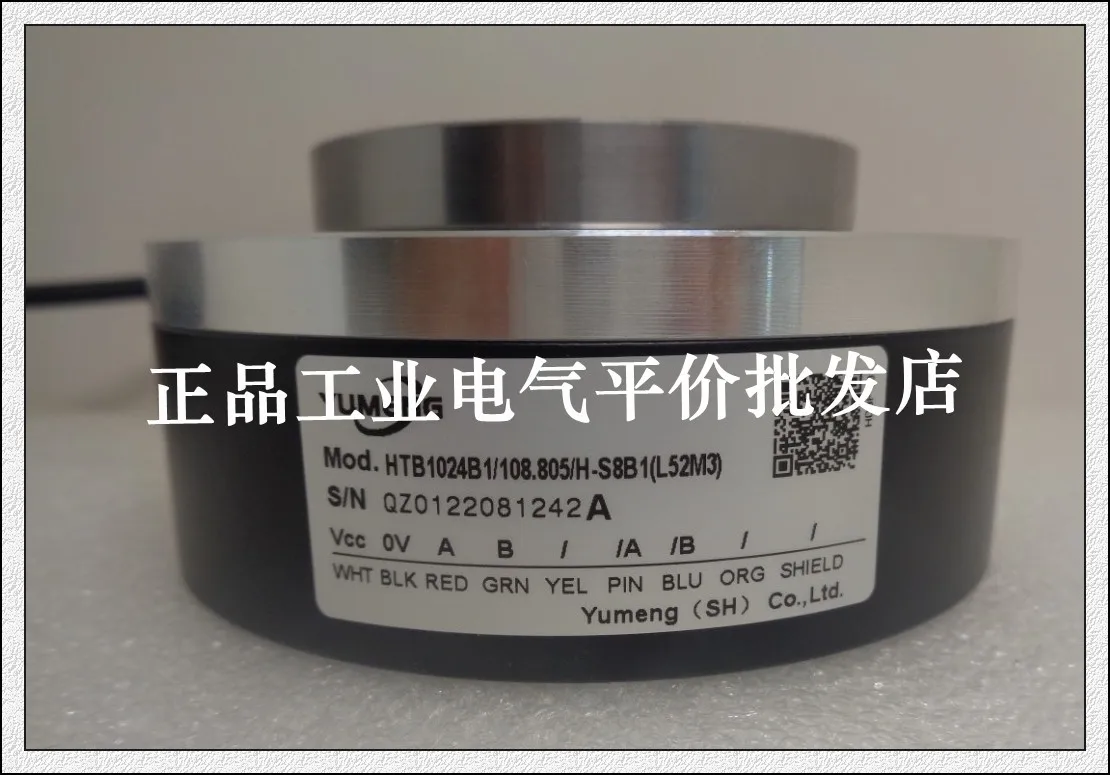 正品工业电气平价批发店
YUMENG
Mod. HTB1024B1/108.805/H-S8B1(L52M3)
S/N QZ0122081242A
Vcc 0V A B / /A /B / /
WHT BLK RED GRN YEL PIN BLU ORG SHIELD
Yumeng（SH）Co.,Ltd.